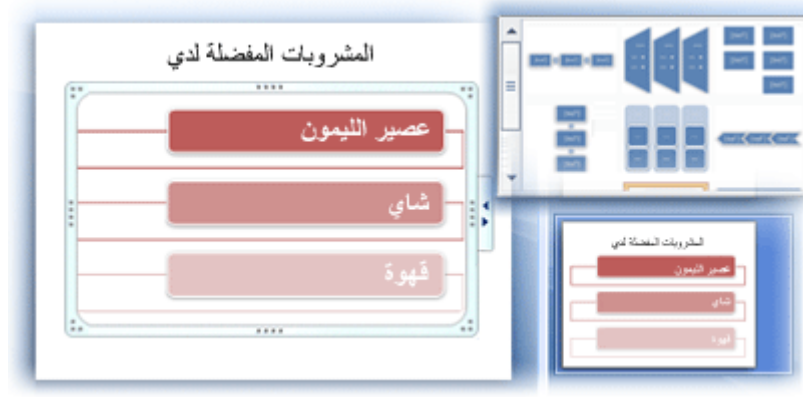 المشروبات المفضلة لدي
عصير الليمون
شاي
قهوة
المشروبات المفضلة لدي
عصير الليمون
شاي
قهوة